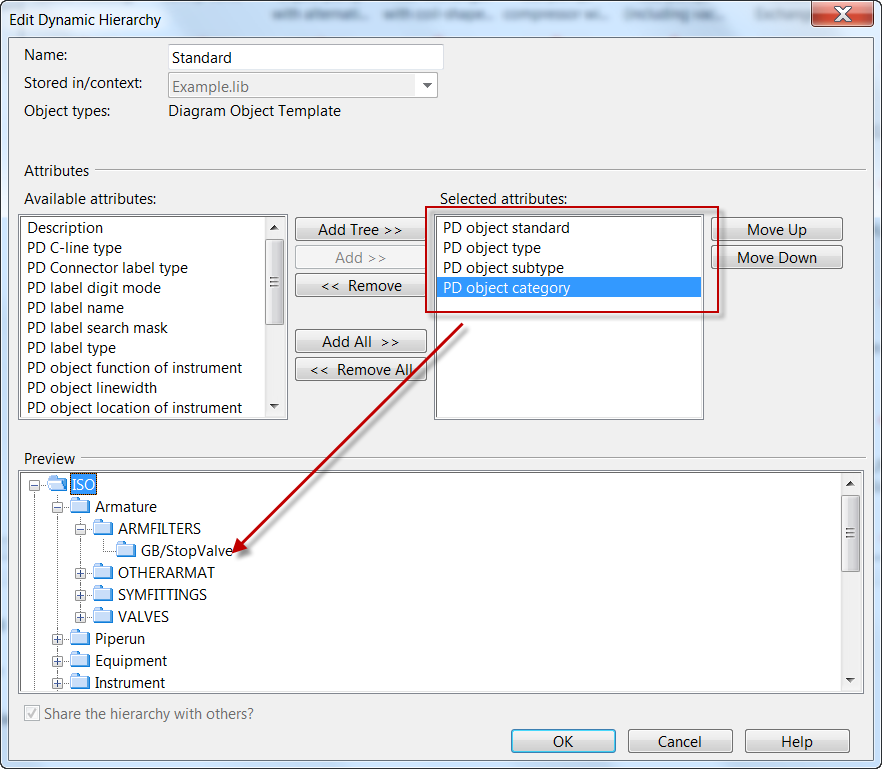 Edit Dynamic Hierarchy
Name:
Standard
Stored in/context:
Example.lib
Object types:
Diagram Object Template
Attributes
Available attributes:
Description
PD C-line type
PD Connector label type
PD label digit mode
PD label name
PD label search mask
PD label type
PD object function of instrument
PD object linewidth
PD object location of instrument
Add Tree >>
Add >>
<< Remove
Add All >>
<< Remove All
Selected attributes:
PD object standard
PD object type
PD object subtype
PD object category
Move Up
Move Down
Preview
ISO
Armature
ARMFILTERS
GB/StopValve
OTHERARMAT
SYMFITTINGS
VALVES
Piperun
Equipment
Instrument
Share the hierarchy with others?
OK
Cancel
Help